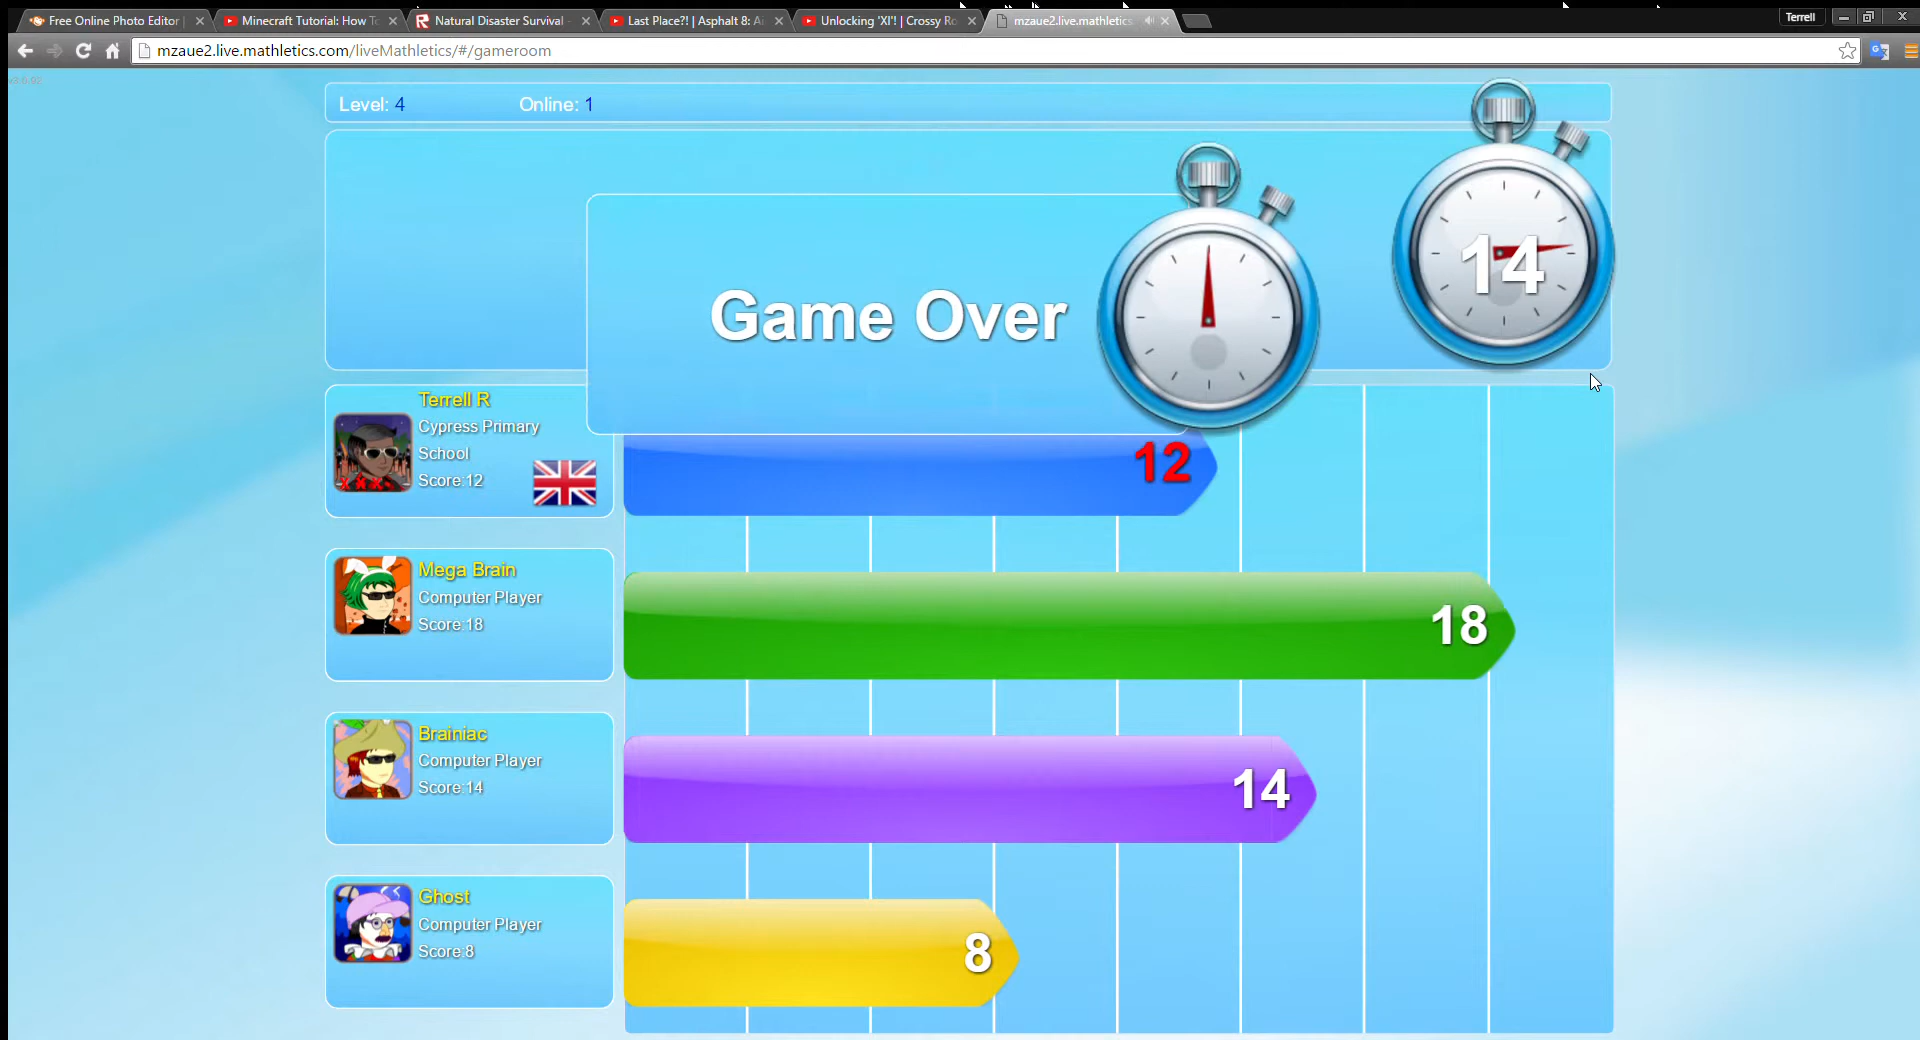 Free Online Photo Editor
Minecraft Tutorial: How To
Natural Disaster Survival -
Last Place?! | Asphalt 8: Ai
Unlocking 'XI'! | Crossy Ro
mzaue2.live.mathletics.
Terrell
mzaue2.live.mathletics.com/liveMathletics/#/gameroom
Level: 4
Online: 1
14
Game Over
Terrell R
Cypress Primary
School
Score:12
12
Mega Brain
Computer Player
Score:18
18
Brainiac
Computer Player
Score:14
14
Ghost
Computer Player
Score:8
8